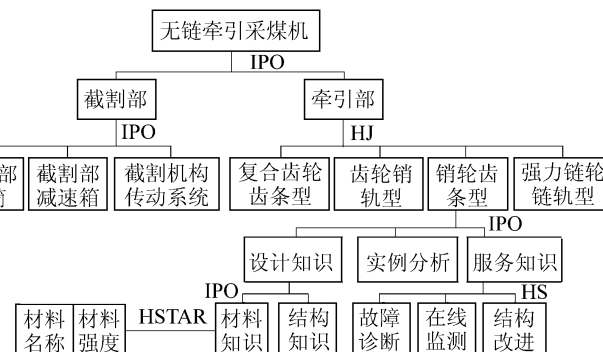 无链牵引采煤机
IPO
截割部
牵引部
IPO
HJ
部
截割部
减速箱
截割机构
传动系统
复合齿轮
齿条型
齿轮销
轨型
销轮齿
条型
强力链轮
链轨型
IPO
设计知识
实例分析
服务知识
IPO
HS
材料
名称
材料
强度
HSTAR
材料
知识
结构
知识
故障
诊断
在线
监测
结构
改进